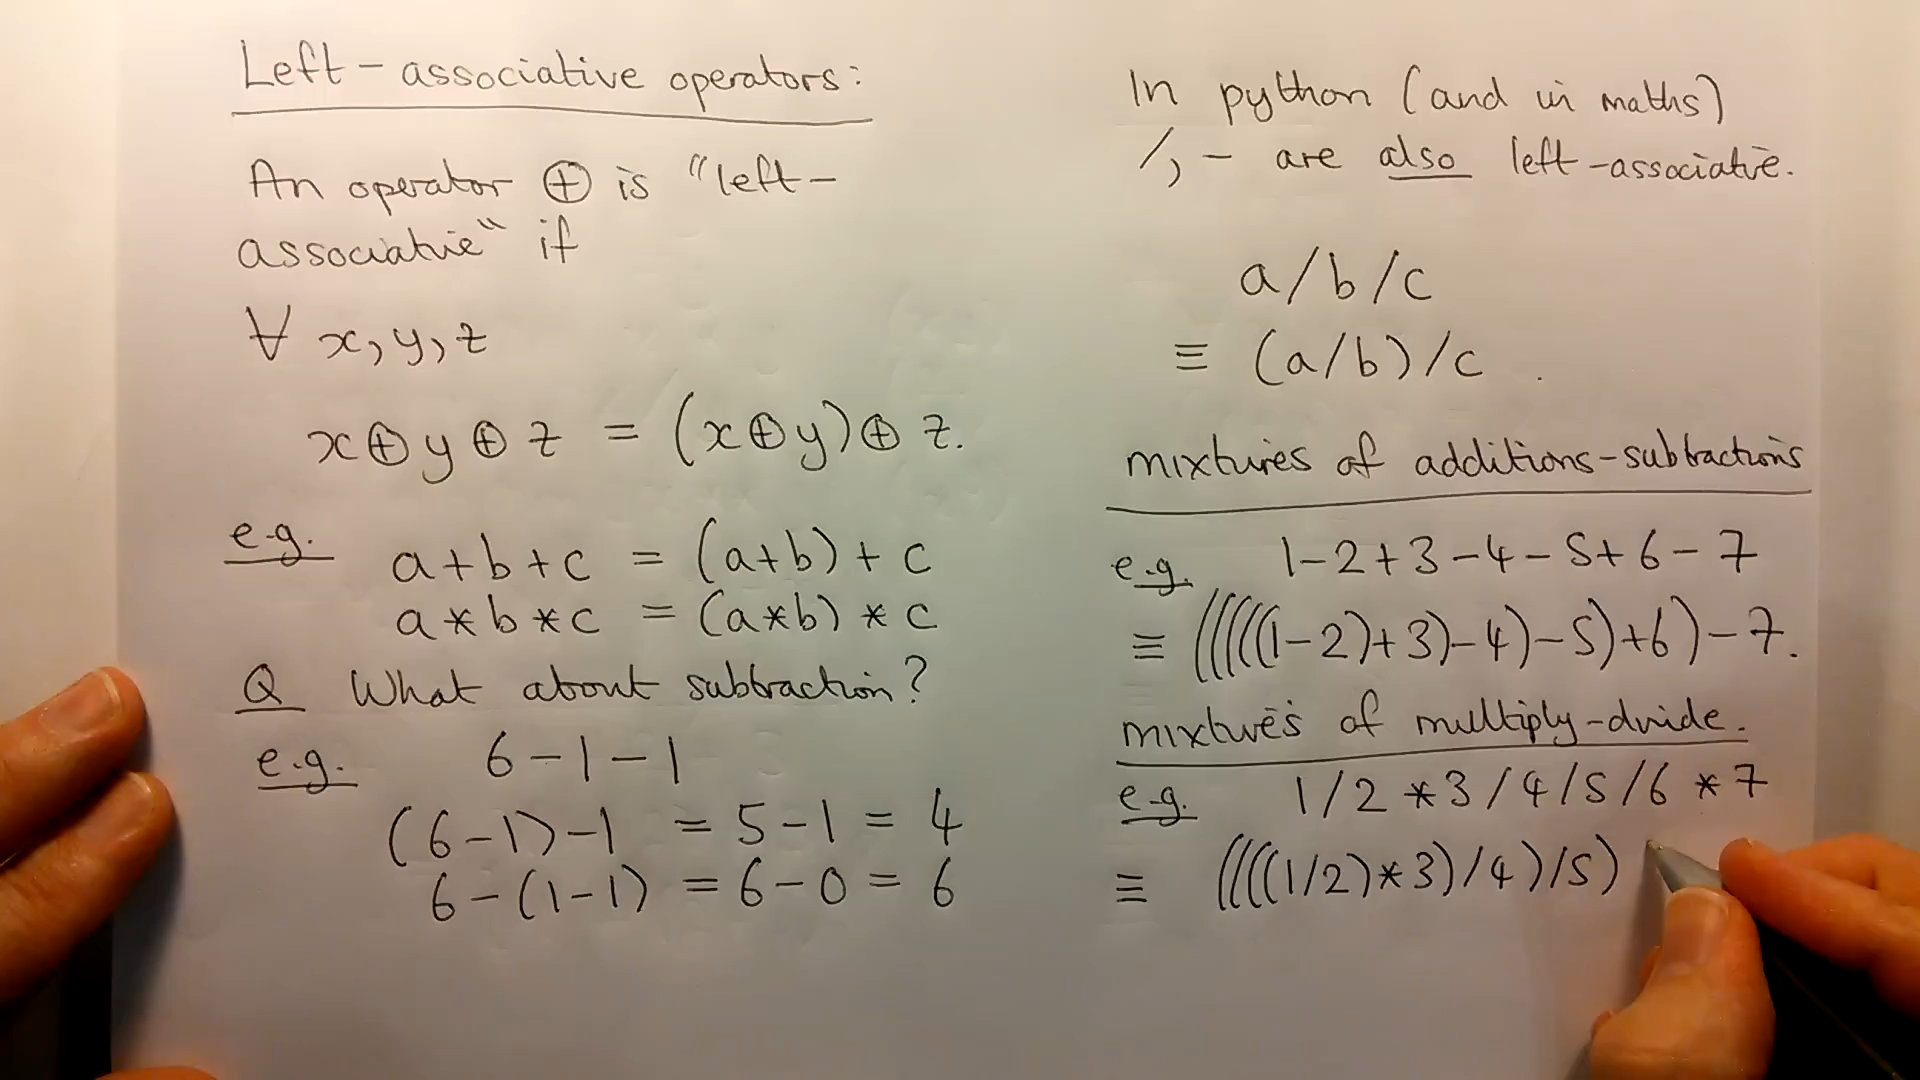 Left-associative operators:
An operator ⊕ is "left-
associative" if
∀ x, y, z
x⊕y⊕z = (x⊕y)⊕z.
e.g. a+b+c = (a+b)+c
a*b*c = (a*b)*c
Q What about subtraction?
e.g. 6-1-1
(6-1)-1 = 5-1 = 4
6-(1-1) = 6-0 = 6
In python (and in maths)
/, - are also left-associative.
a/b/c
≡ (a/b)/c.
mixtures of additions-subtractions
e.g. 1-2+3-4-5+6-7
≡ (((((1-2)+3)-4)-5)+6)-7.
mixtures of multiply-divide.
e.g. 1/2*3/4/5/6*7
≡ ((((1/2)*3)/4)/5)